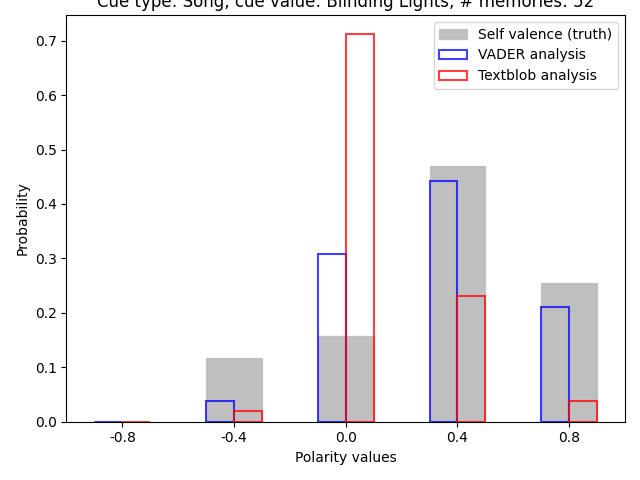 Cue type: Song, cue value: Blinding Lights, # memories: 52
Self valence (truth)
VADER analysis
Textblob analysis
0.7
0.6
0.5
0.4
0.3
0.2
0.1
0.0
Probability
-0.8
-0.4
0.0
0.4
0.8
Polarity values